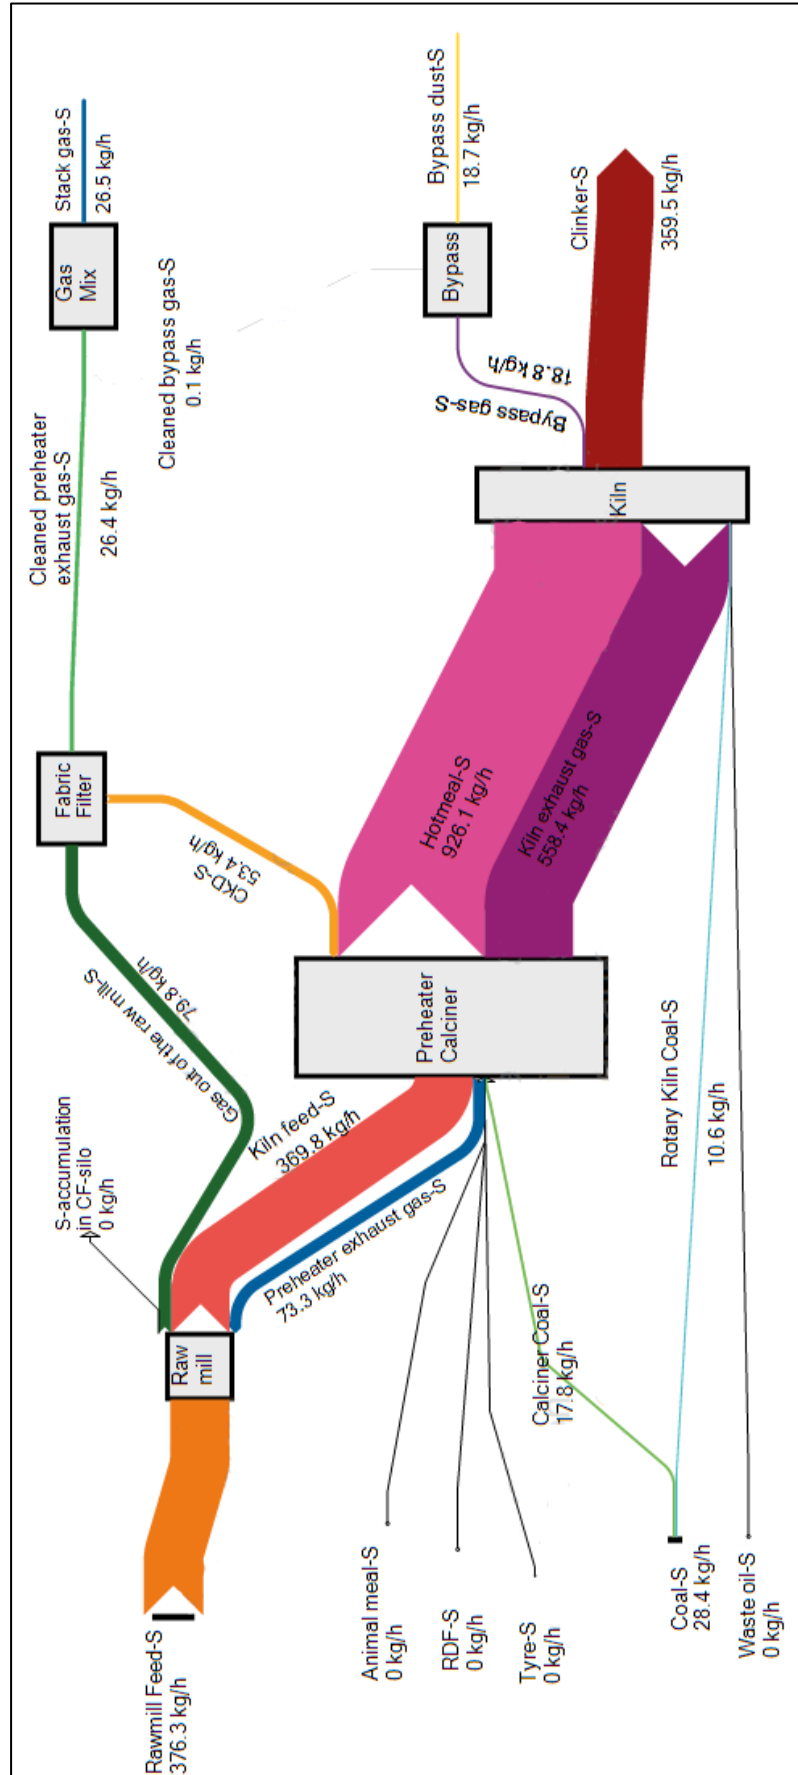 Rawmill Feed-S
376.3 kg/h
Raw
mill
S-accumulation
in CF-silo
0 kg/h
Gas out of the raw mill-S
79.8 kg/h
Kiln feed-S
369.8 kg/h
Preheater exhaust gas-S
73.3 kg/h
Fabric
Filter
CKD-S
53.4 kg/h
Cleaned preheater
exhaust gas-S
26.4 kg/h
Gas
Mix
Stack gas-S
26.5 kg/h
Cleaned bypass gas-S
0.1 kg/h
Bypass
Bypass dust-S
18.7 kg/h
Bypass gas-S
18.8 kg/h
Clinker-S
359.5 kg/h
Kiln
Hotmeal-S
926.1 kg/h
Kiln exhaust gas-S
558.4 kg/h
Preheater
Calciner
Animal meal-S
0 kg/h
RDF-S
0 kg/h
Tyre-S
0 kg/h
Calciner Coal-S
17.8 kg/h
Rotary Kiln Coal-S
10.6 kg/h
Coal-S
28.4 kg/h
Waste oil-S
0 kg/h